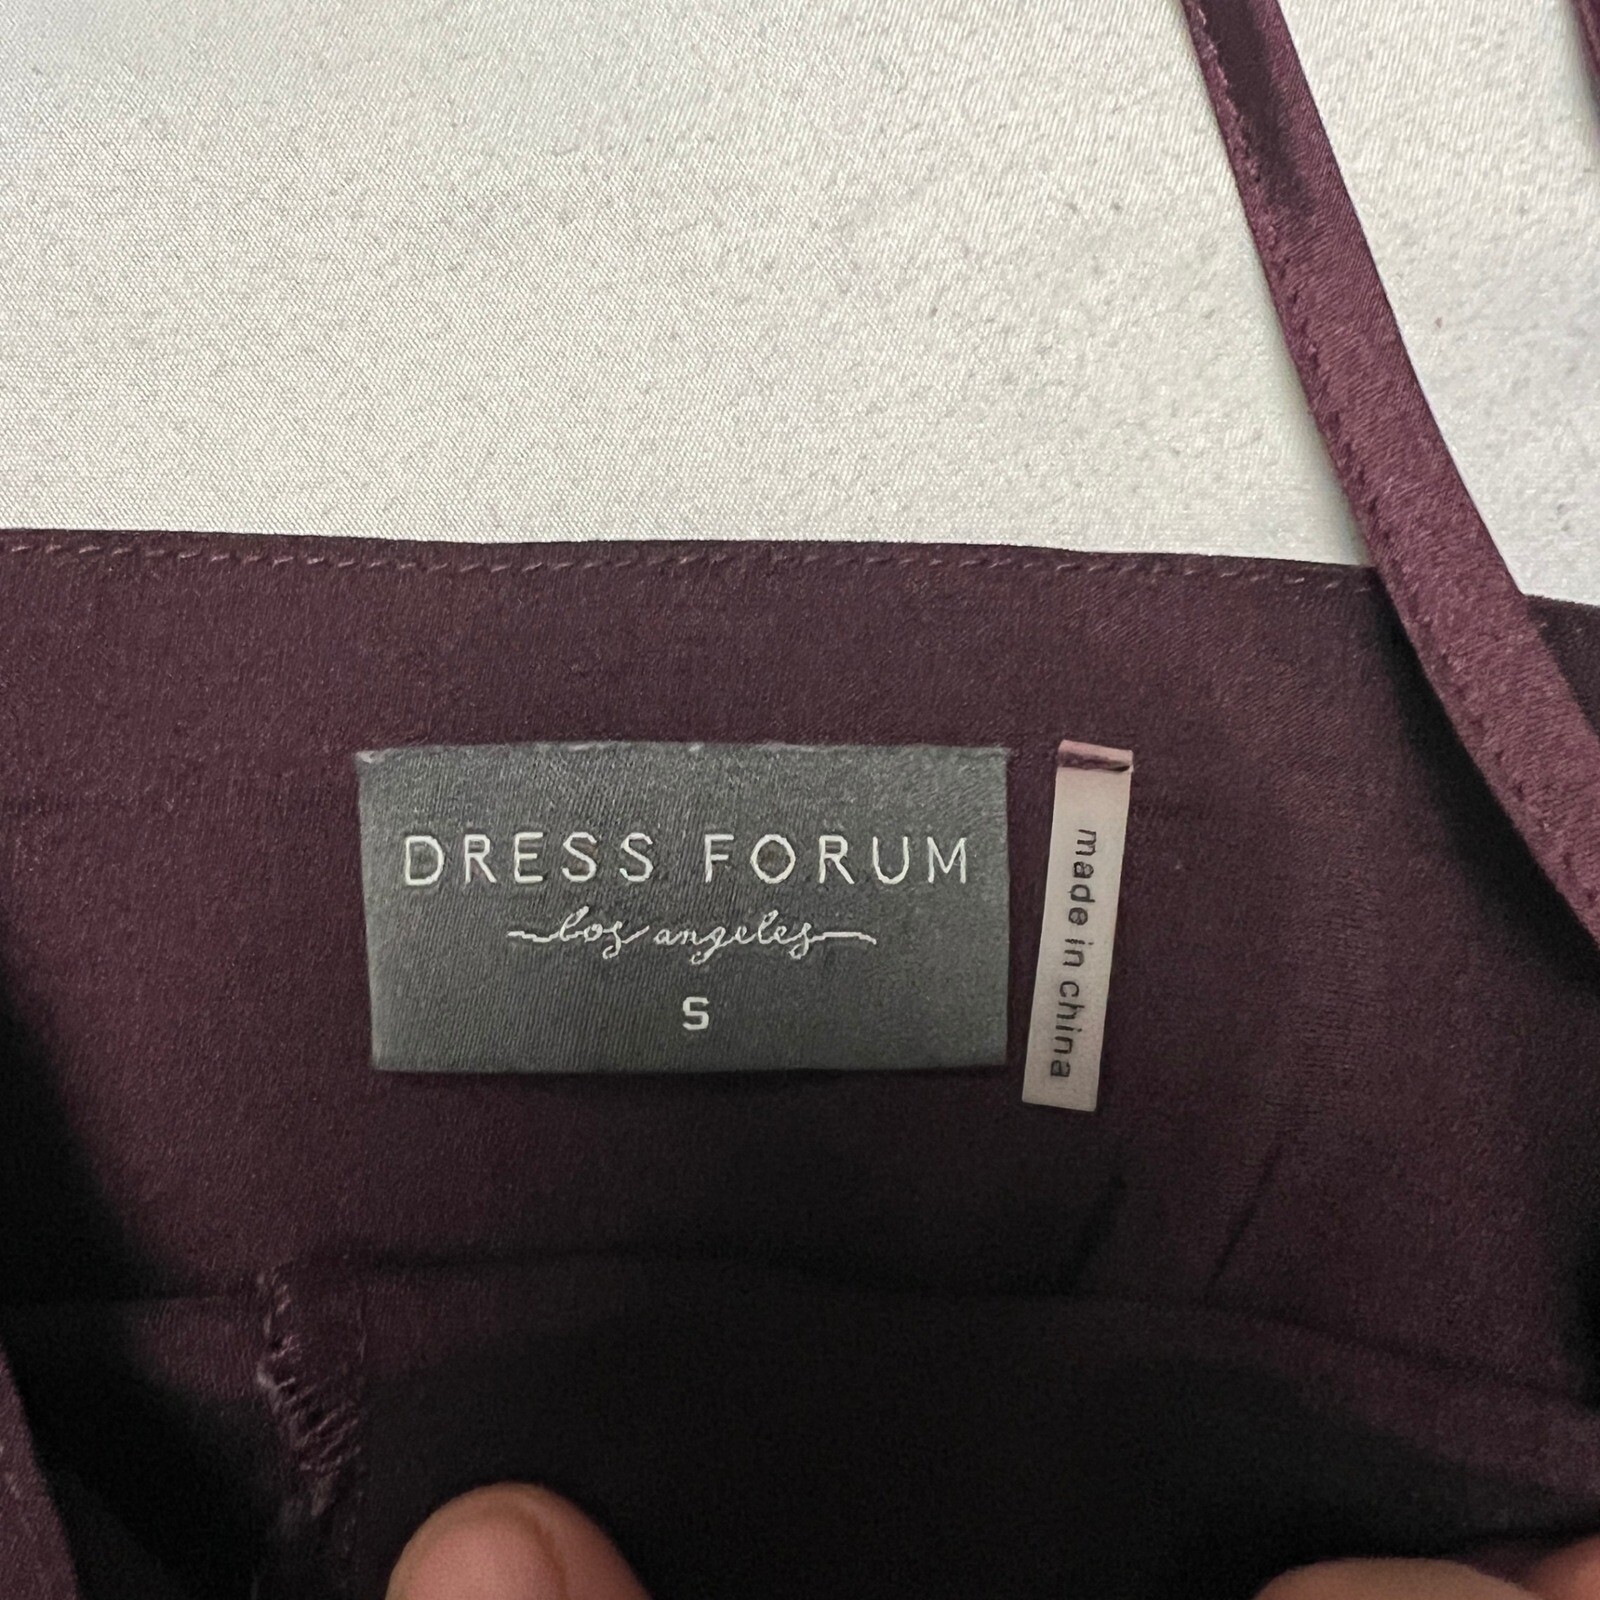 DRESS FORUM
los angeles
S
made in china